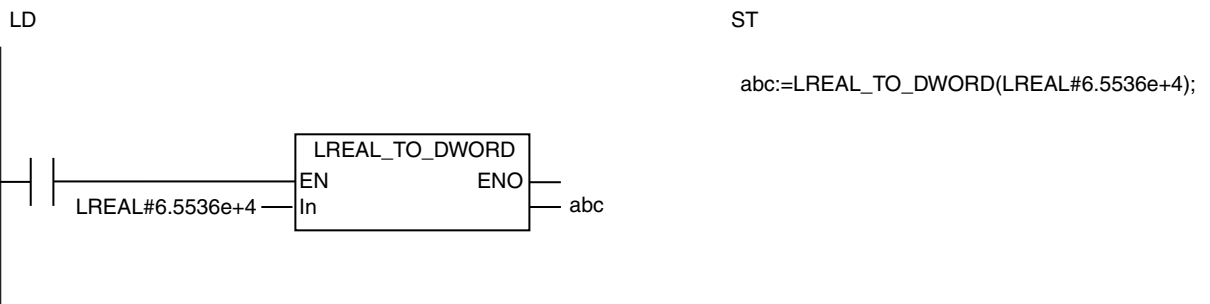 LD
ST
abc:=LREAL_TO_DWORD(LREAL#6.5536e+4);
LREAL_TO_DWORD
EN ENO
LREAL#6.5536e+4 In abc